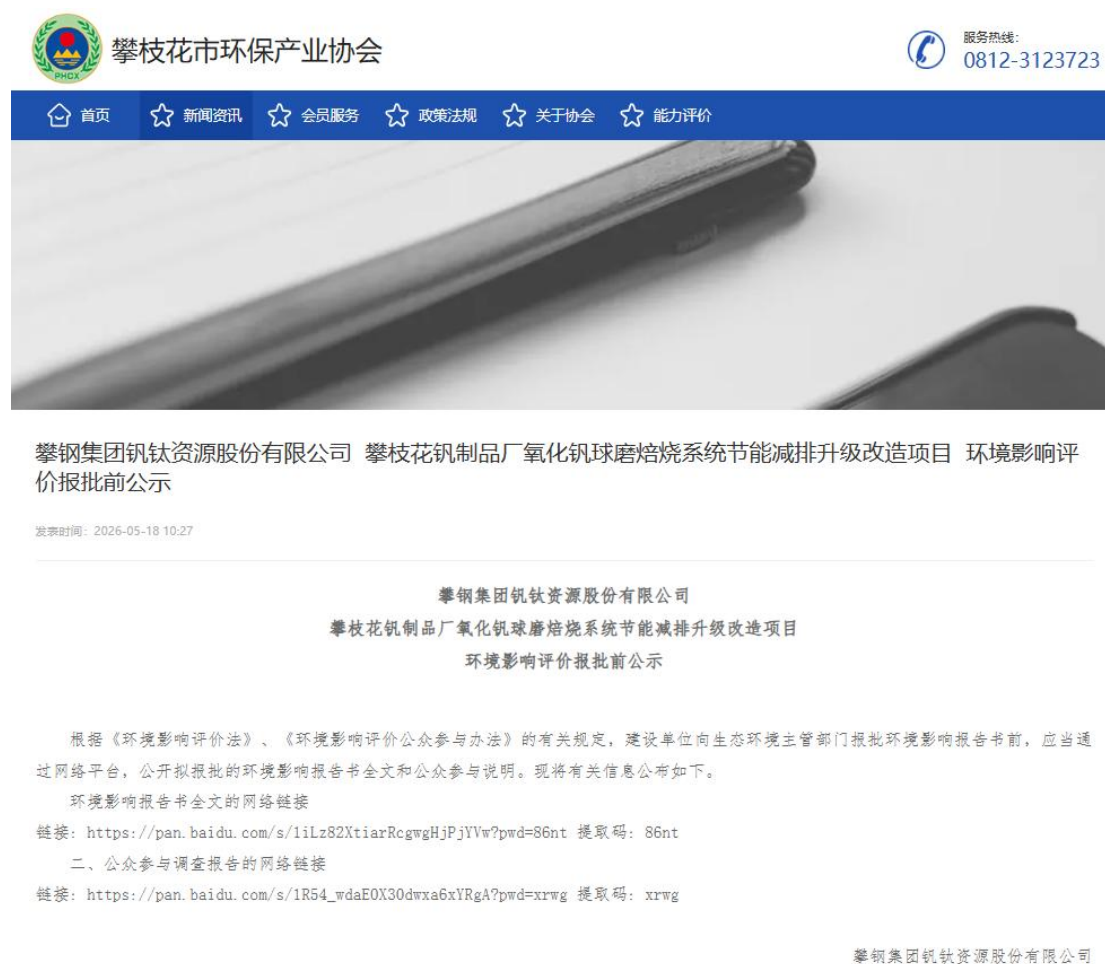 PHCX
攀枝花市环保产业协会
服务热线:
0812-3123723
首页 新闻资讯 会员服务 政策法规 关于协会 能力评价
攀钢集团钒钛资源股份有限公司 攀枝花钒制品厂氧化钒球磨焙烧系统节能减排升级改造项目 环境影响评
价报批前公示
发表时间：2026-05-18 10:27
攀钢集团钒钛资源股份有限公司
攀枝花钒制品厂氧化钒球磨焙烧系统节能减排升级改造项目
环境影响评价报批前公示
根据《环境影响评价法》、《环境影响评价公众参与办法》的有关规定，建设单位向生态环境主管部门报批环境影响报告书前，应当通
过网络平台，公开拟报批的环境影响报告书全文和公众参与说明。现将有关信息公布如下。
环境影响报告书全文的网络链接
链接：https://pan.baidu.com/s/1iLz82XtiarRcgwgHjPjYVw?pwd=86nt 提取码：86nt
二、公众参与调查报告的网络链接
链接：https://pan.baidu.com/s/1R54_wdaE0X30dwxa6xYRgA?pwd=xrwg 提取码：xrwg
攀钢集团钒钛资源股份有限公司